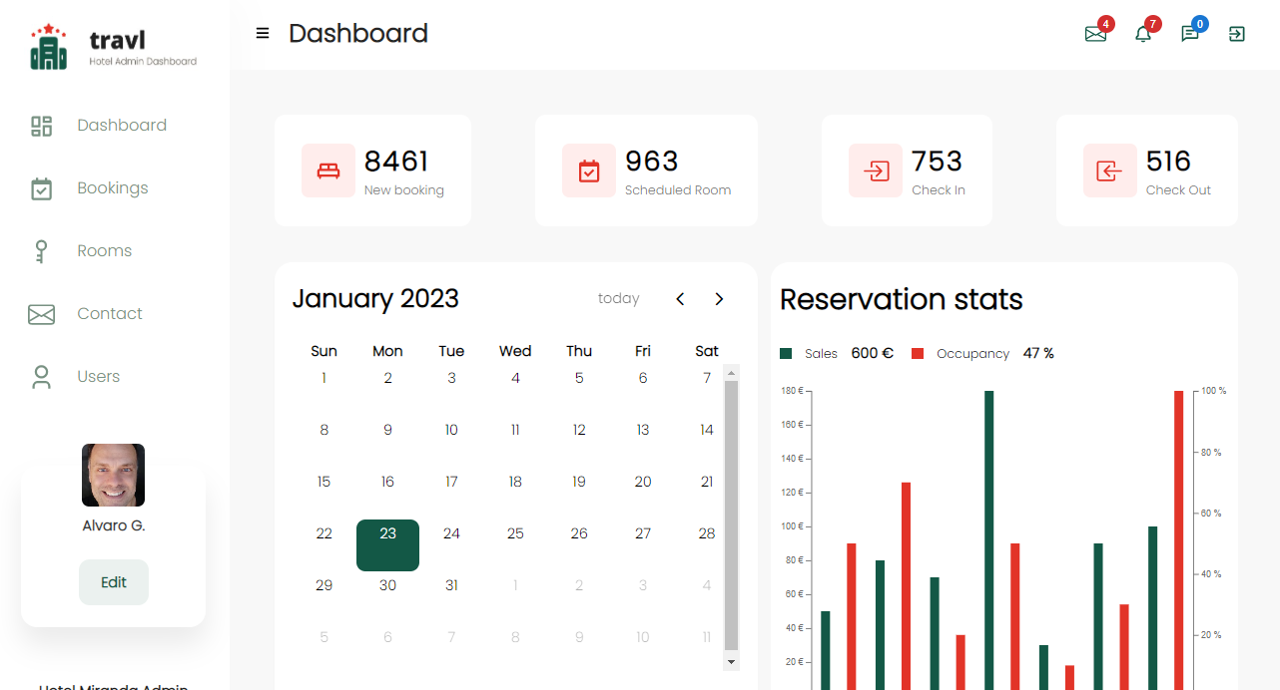 travl
Hotel Admin Dashboard
Dashboard
Bookings
Rooms
Contact
Users
Alvaro G.
Edit
Hotel Miranda Admin
Dashboard
4
7
0
8461
New booking
963
Scheduled Room
753
Check In
516
Check Out
January 2023
today
Sun Mon Tue Wed Thu Fri Sat
1 2 3 4 5 6 7
8 9 10 11 12 13 14
15 16 17 18 19 20 21
22 23 24 25 26 27 28
29 30 31 1 2 3 4
5 6 7 8 9 10 11
Reservation stats
Sales 600 € Occupancy 47 %
180 €
160 €
140 €
120 €
100 €
80 €
60 €
40 €
20 €
100 %
80 %
60 %
40 %
20 %